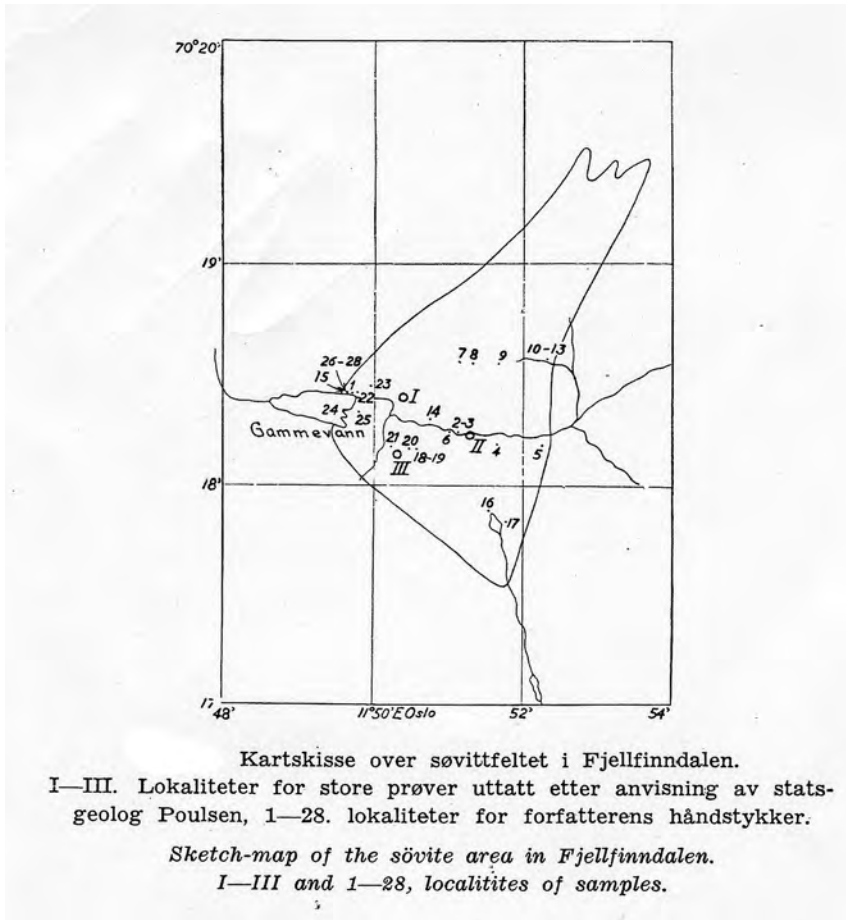 70°20'
19'
7 8 9 10-13
26-28
15 1 23
22 I
24 25 14
Gammevann 2-3
21 20 6 II 4 5
18-19
III
18'
16
17
17
48' 11°50'E Oslo 52' 54'
Kartskisse over søvittfeltet i Fjellfinndalen.
I—III. Lokaliteter for store prøver uttatt etter anvisning av stats-
geolog Poulsen, 1—28. lokaliteter for forfatterens håndstykker.
Sketch-map of the sövite area in Fjellfinndalen.
I—III and 1—28, localitites of samples.